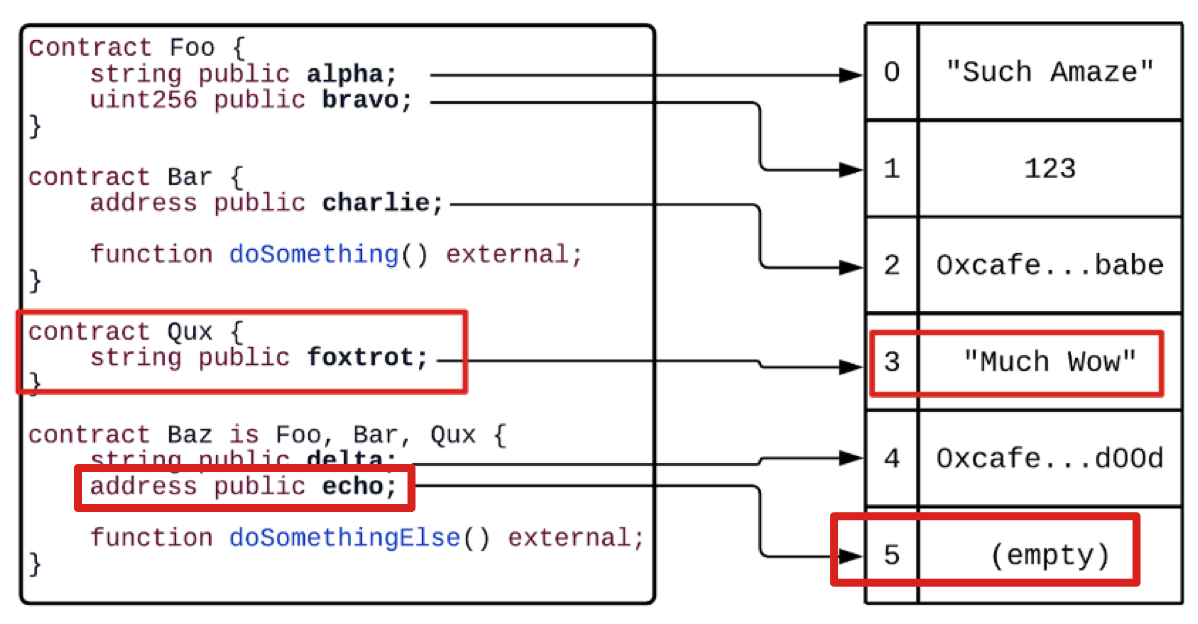 Contract Foo {
string public alpha;
uint256 public bravo;
}
contract Bar {
address public charlie;
function doSomething() external;
}
contract Qux {
string public foxtrot;
}
contract Baz is Foo, Bar, Qux {
string public delta;
address public echo;
function doSomethingElse() external;
}
0 "Such Amaze"
1 123
2 0xcafe...babe
3 "Much Wow"
4 0xcafe...d00d
5 (empty)